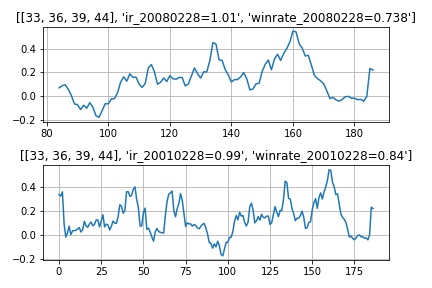 [[33, 36, 39, 44], 'ir_20080228=1.01', 'winrate_20080228=0.738']
0.4
0.2
0.0
−0.2
80 100 120 140 160 180
[[33, 36, 39, 44], 'ir_20010228=0.99', 'winrate_20010228=0.84']
0.4
0.2
0.0
−0.2
0 25 50 75 100 125 150 175